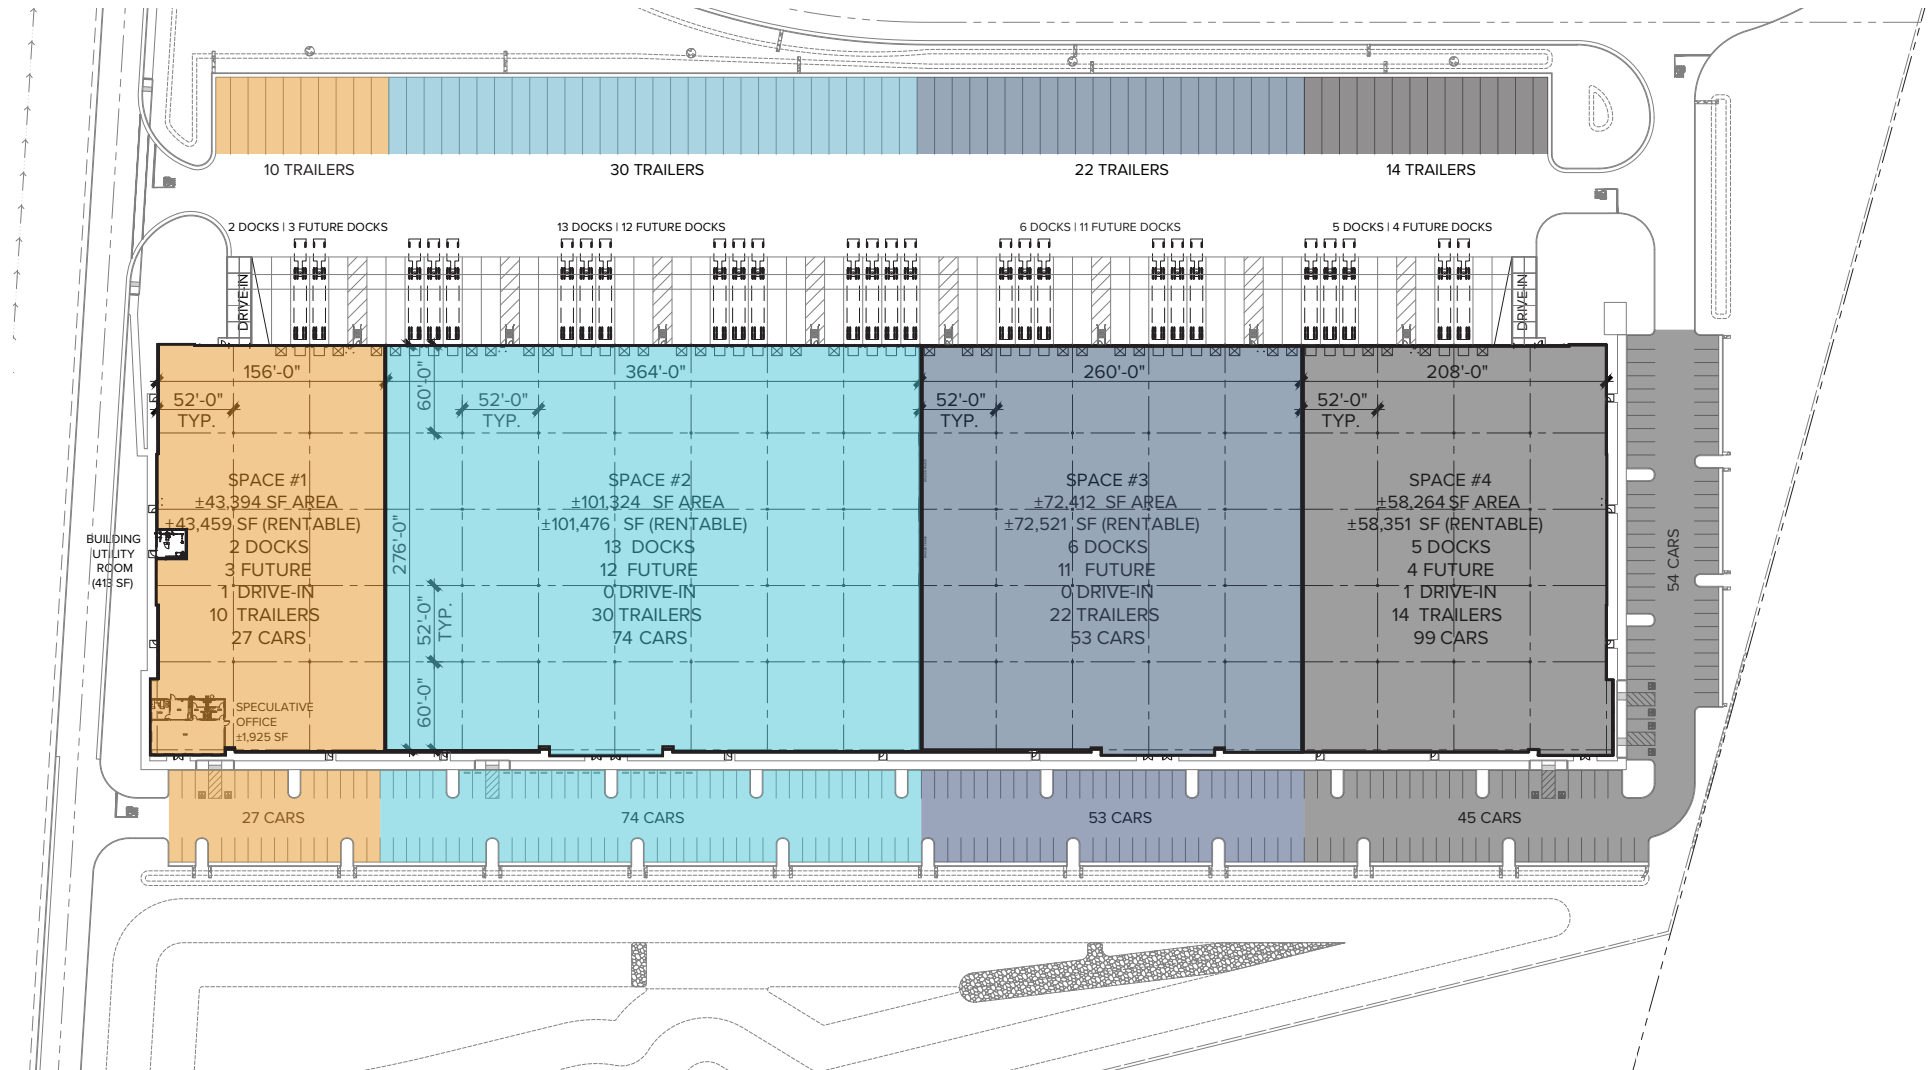 10 TRAILERS
30 TRAILERS
22 TRAILERS
14 TRAILERS
2 DOCKS | 3 FUTURE DOCKS
13 DOCKS | 12 FUTURE DOCKS
6 DOCKS | 11 FUTURE DOCKS
5 DOCKS | 4 FUTURE DOCKS
DRIVE-IN
DRIVE-IN
156'-0"
364'-0"
260'-0"
208'-0"
60'-0"
52'-0"
TYP.
52'-0"
TYP.
52'-0"
TYP.
52'-0"
TYP.
SPACE #1
±43,394 SF AREA
±43,459 SF (RENTABLE)
2 DOCKS
3 FUTURE
1 DRIVE-IN
10 TRAILERS
27 CARS
SPACE #2
±101,324 SF AREA
±101,476 SF (RENTABLE)
13 DOCKS
12 FUTURE
0 DRIVE-IN
30 TRAILERS
74 CARS
SPACE #3
±72,412 SF AREA
±72,521 SF (RENTABLE)
6 DOCKS
11 FUTURE
0 DRIVE-IN
22 TRAILERS
53 CARS
SPACE #4
±58,264 SF AREA
±58,351 SF (RENTABLE)
5 DOCKS
4 FUTURE
1 DRIVE-IN
14 TRAILERS
99 CARS
276'-0"
52'-0"
TYP.
60'-0"
BUILDING
UTILITY
ROOM
(413 SF)
54 CARS
SPECULATIVE
OFFICE
±1,925 SF
27 CARS
74 CARS
53 CARS
45 CARS